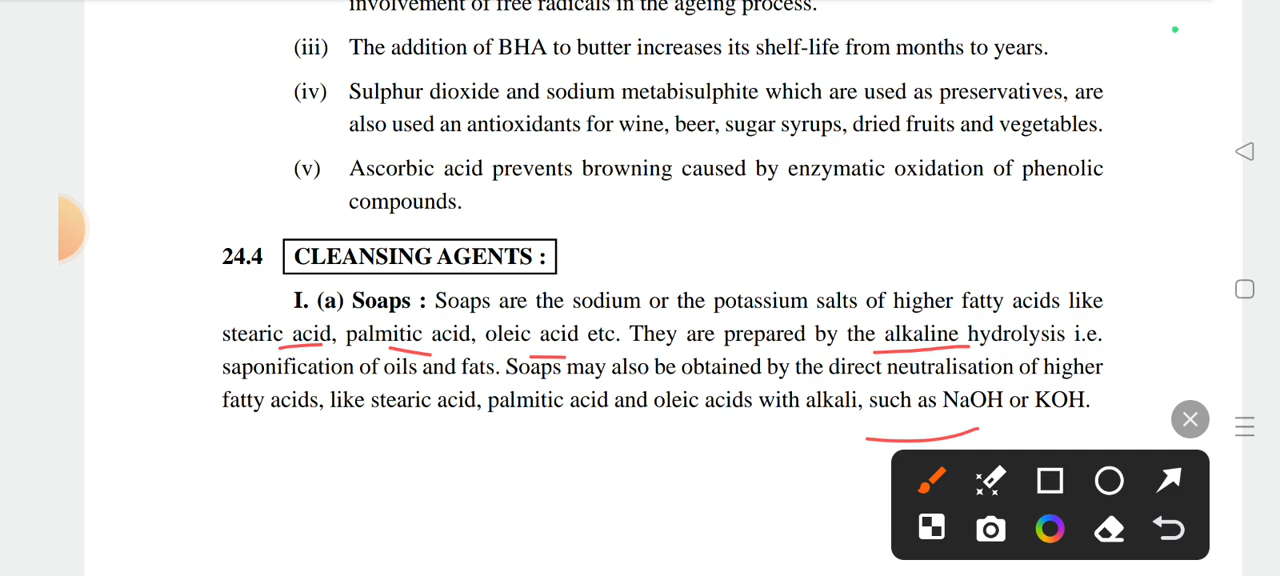 involvement of free radicals in the ageing process.
(iii) The addition of BHA to butter increases its shelf-life from months to years.
(iv) Sulphur dioxide and sodium metabisulphite which are used as preservatives, are
also used an antioxidants for wine, beer, sugar syrups, dried fruits and vegetables.
(v) Ascorbic acid prevents browning caused by enzymatic oxidation of phenolic
compounds.
24.4 CLEANSING AGENTS :
I. (a) Soaps : Soaps are the sodium or the potassium salts of higher fatty acids like
stearic acid, palmitic acid, oleic acid etc. They are prepared by the alkaline hydrolysis i.e.
saponification of oils and fats. Soaps may also be obtained by the direct neutralisation of higher
fatty acids, like stearic acid, palmitic acid and oleic acids with alkali, such as NaOH or KOH.